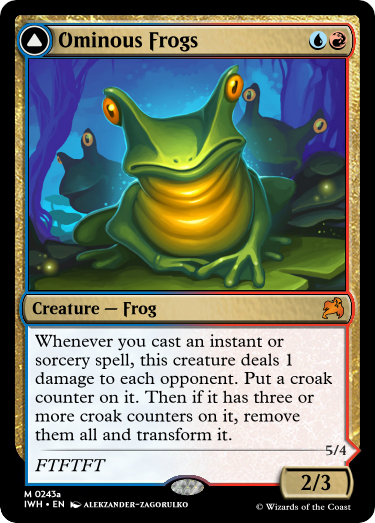 Ominous Frogs
Creature — Frog
Whenever you cast an instant or
sorcery spell, this creature deals 1
damage to each opponent. Put a croak
counter on it. Then if it has three or
more croak counters on it, remove
them all and transform it.
5/4
FTFTFT
2/3
M 0243a
IWH • EN ALEKZANDER-ZAGORULKO
© Wizards of the Coast